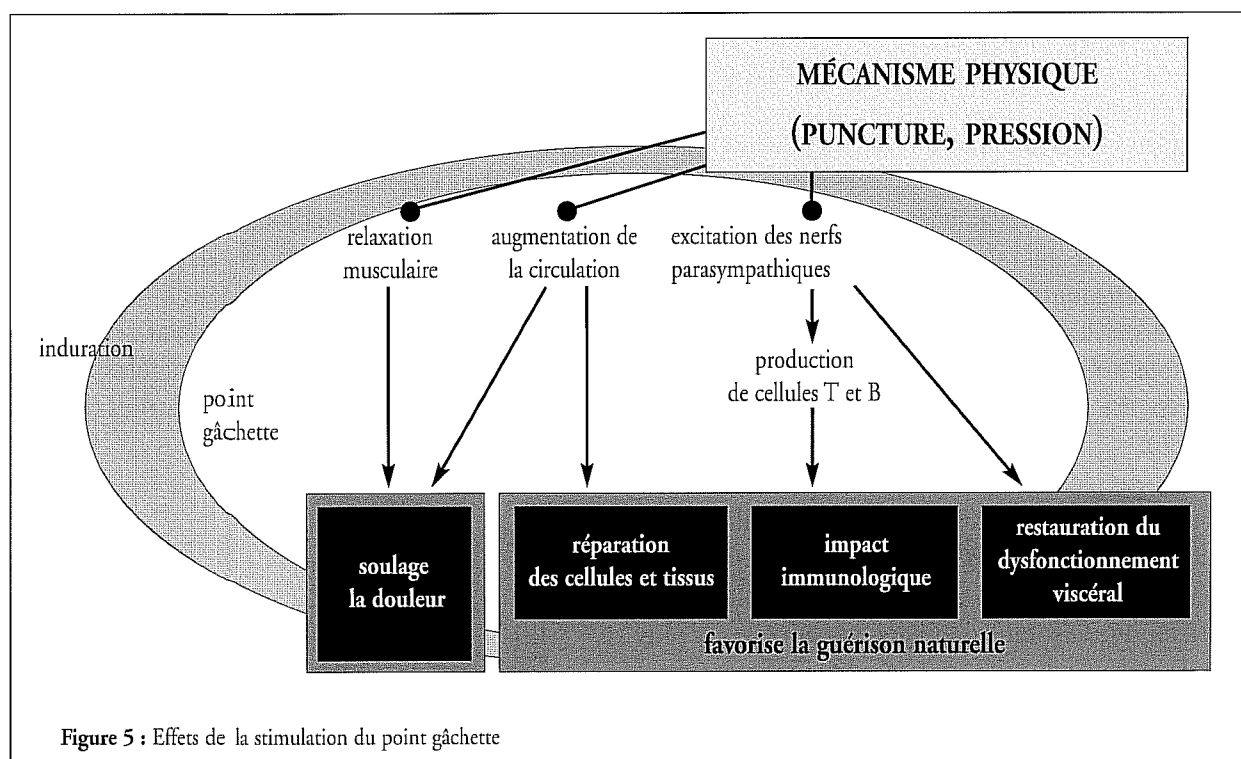 MÉCANISME PHYSIQUE
(PUNCTURE, PRESSION)
relaxation
musculaire
augmentation de
la circulation
excitation des nerfs
parasympathiques
induration
point
gâchette
production
de cellules T et B
soulage
la douleur
réparation
des cellules et tissus
impact
immunologique
restauration du
dysfonctionnement
viscéral
favorise la guérison naturelle
Figure 5 : Effets de la stimulation du point gâchette